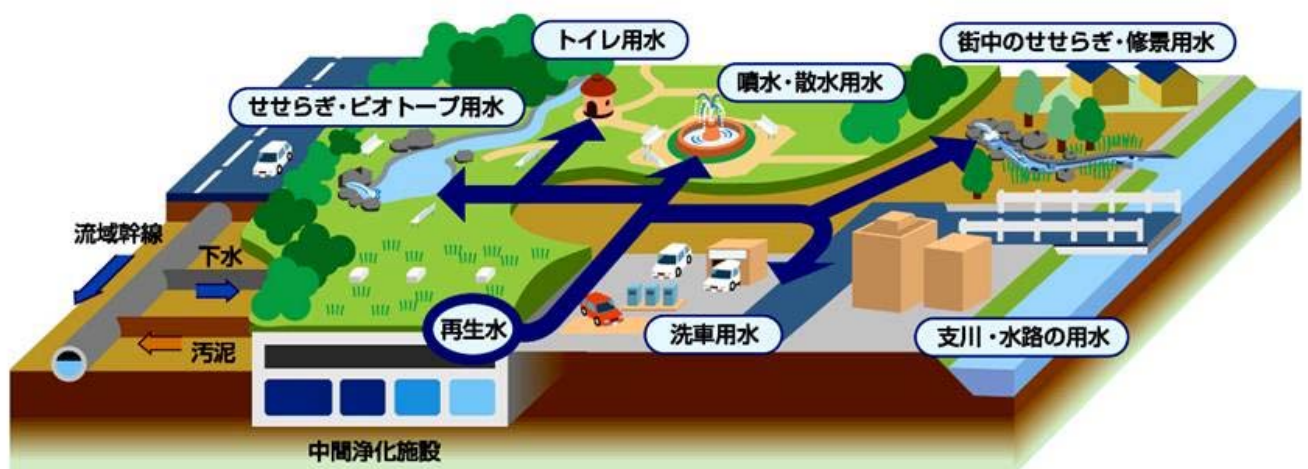 トイレ用水
街中のせせらぎ・修景用水
噴水・散水用水
せせらぎ・ビオトープ用水
流域幹線
下水
再生水
洗車用水
支川・水路の用水
汚泥
中間浄化施設